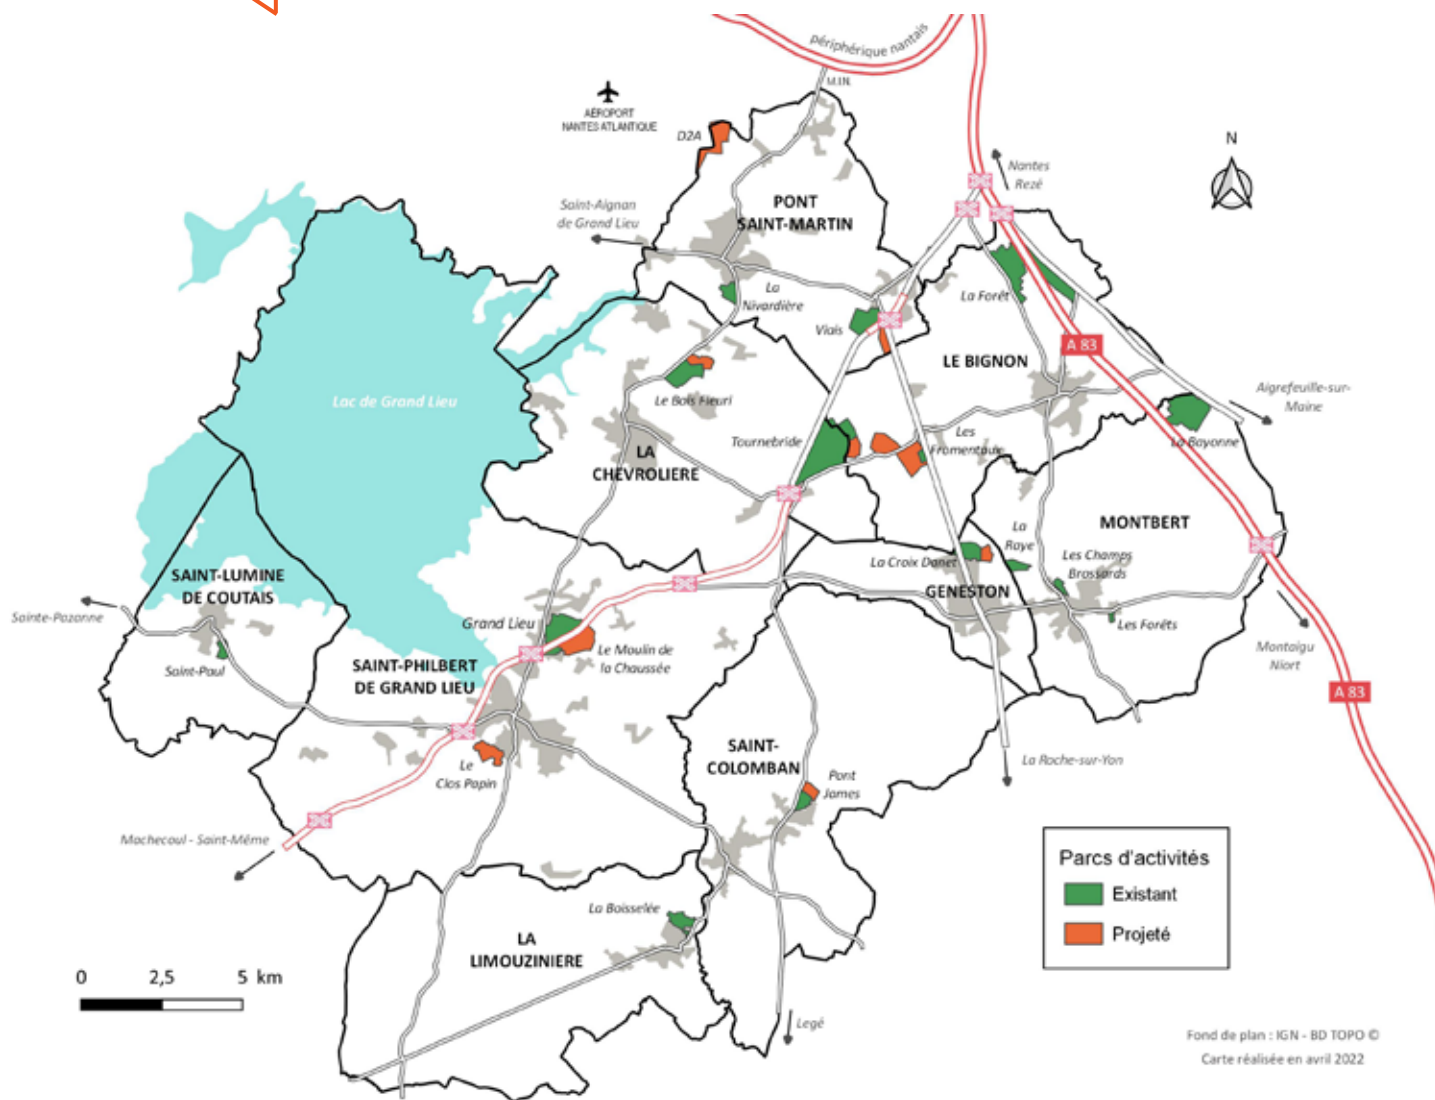 périphérique nantais
M.I.N.
AÉROPORT
NANTES ATLANTIQUE
D2A
N
Nantes
Rezé
Saint-Aignan
de Grand Lieu
PONT
SAINT-MARTIN
La
Nivardière
Viais
La Forêt
A 83
LE BIGNON
Aigrefeuille-sur-
Maine
Lac de Grand Lieu
Le Bois Fleuri
Tournebride
Les
Fromentaux
La Bayonne
LA
CHEVROLIERE
MONTBERT
La
Raye
La Croix Danet
Les Champs
Brossards
GENESTON
Les Forêts
SAINT-LUMINE
DE COUTAIS
Sainte-Pazanne
Saint-Paul
Grand Lieu
Le Moulin de
la Chaussée
SAINT-PHILBERT
DE GRAND LIEU
Montaigu
Niort
A 83
Le
Clos Papin
SAINT-
COLOMBAN
Pont
James
La Roche-sur-Yon
Machecoul - Saint-Même
La Boisselée
LA
LIMOUZINIERE
Legé
Parcs d'activités
Existant
Projeté
0 2,5 5 km
Fond de plan : IGN - BD TOPO ©
Carte réalisée en avril 2022